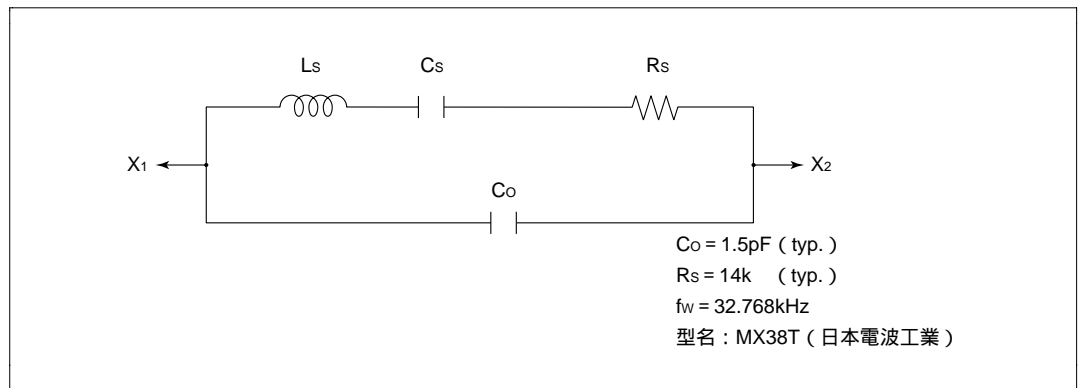 Ls Cs Rs
X1 X2
Co
Co = 1.5pF（typ.）
Rs = 14k （typ.）
fw = 32.768kHz
型名：MX38T（日本電波工業）